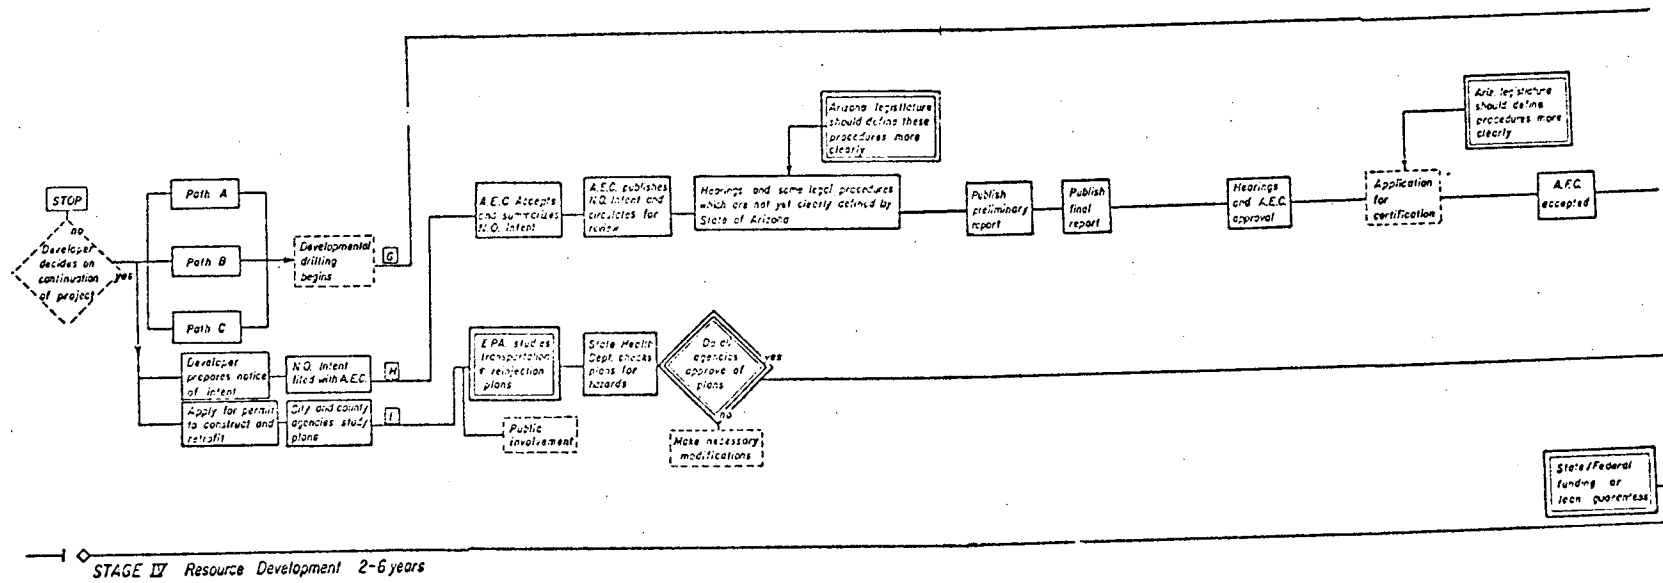 STOP
no
Developer
decides on
continuation
of project
yes
Path A
Path B
Path C
Developmental
drilling
begins
G
Developer
prepares notice
of intent
N.O. Intent
filed with A.E.C.
H
Apply for permit
to construct and
retrofit
City and county
agencies study
plans
I
A.E.C. Accepts
and summarizes
N.O. Intent
A.E.C. publishes
N.O. Intent and
circulates for
review
Arizona legislature
should define these
procedures more
clearly
Hearings and some legal procedures
which are not yet clearly defined by
State of Arizona
Publish
preliminary
report
Publish
final
report
Hearings
and A.E.C.
approval
Ariz. legislature
should define
procedures more
clearly
Application
for
certification
accepted
E.P.A. studies
transportation
& reinjection
plans
Public
involvement
State Health
Dept. checks
plans for
hazards
Do all
agencies
approve of
plans
yes
no
Make necessary
modifications
State/Federal
funding or
loan guarantess
STAGE IV Resource Development 2-6 years